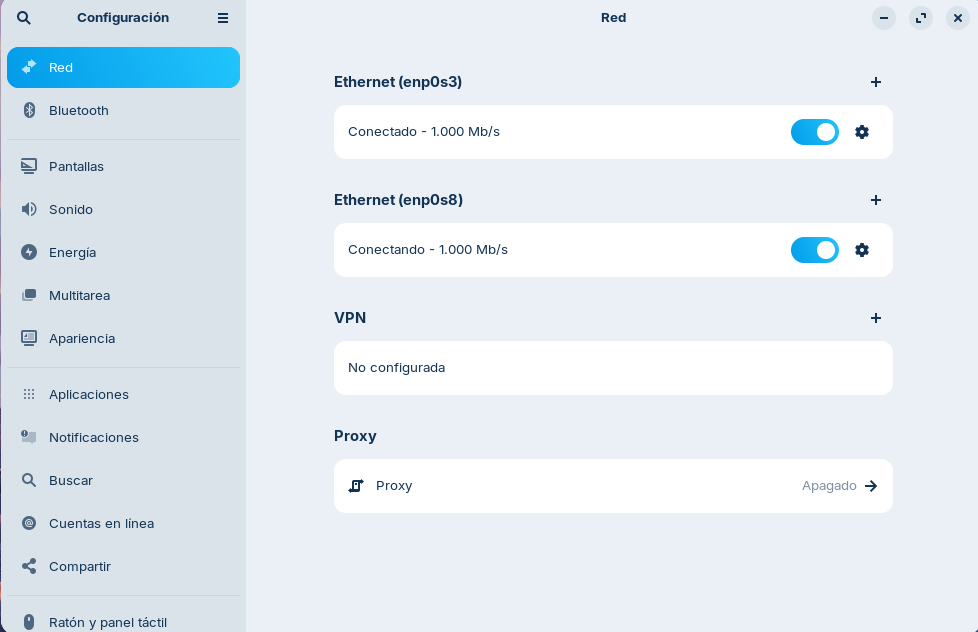 Configuración
Red
Bluetooth
Pantallas
Sonido
Energía
Multitarea
Apariencia
Aplicaciones
Notificaciones
Buscar
Cuentas en línea
Compartir
Ratón y panel táctil
Red
Ethernet (enp0s3)
Conectado - 1.000 Mb/s
Ethernet (enp0s8)
Conectando - 1.000 Mb/s
VPN
No configurada
Proxy
Proxy Apagado